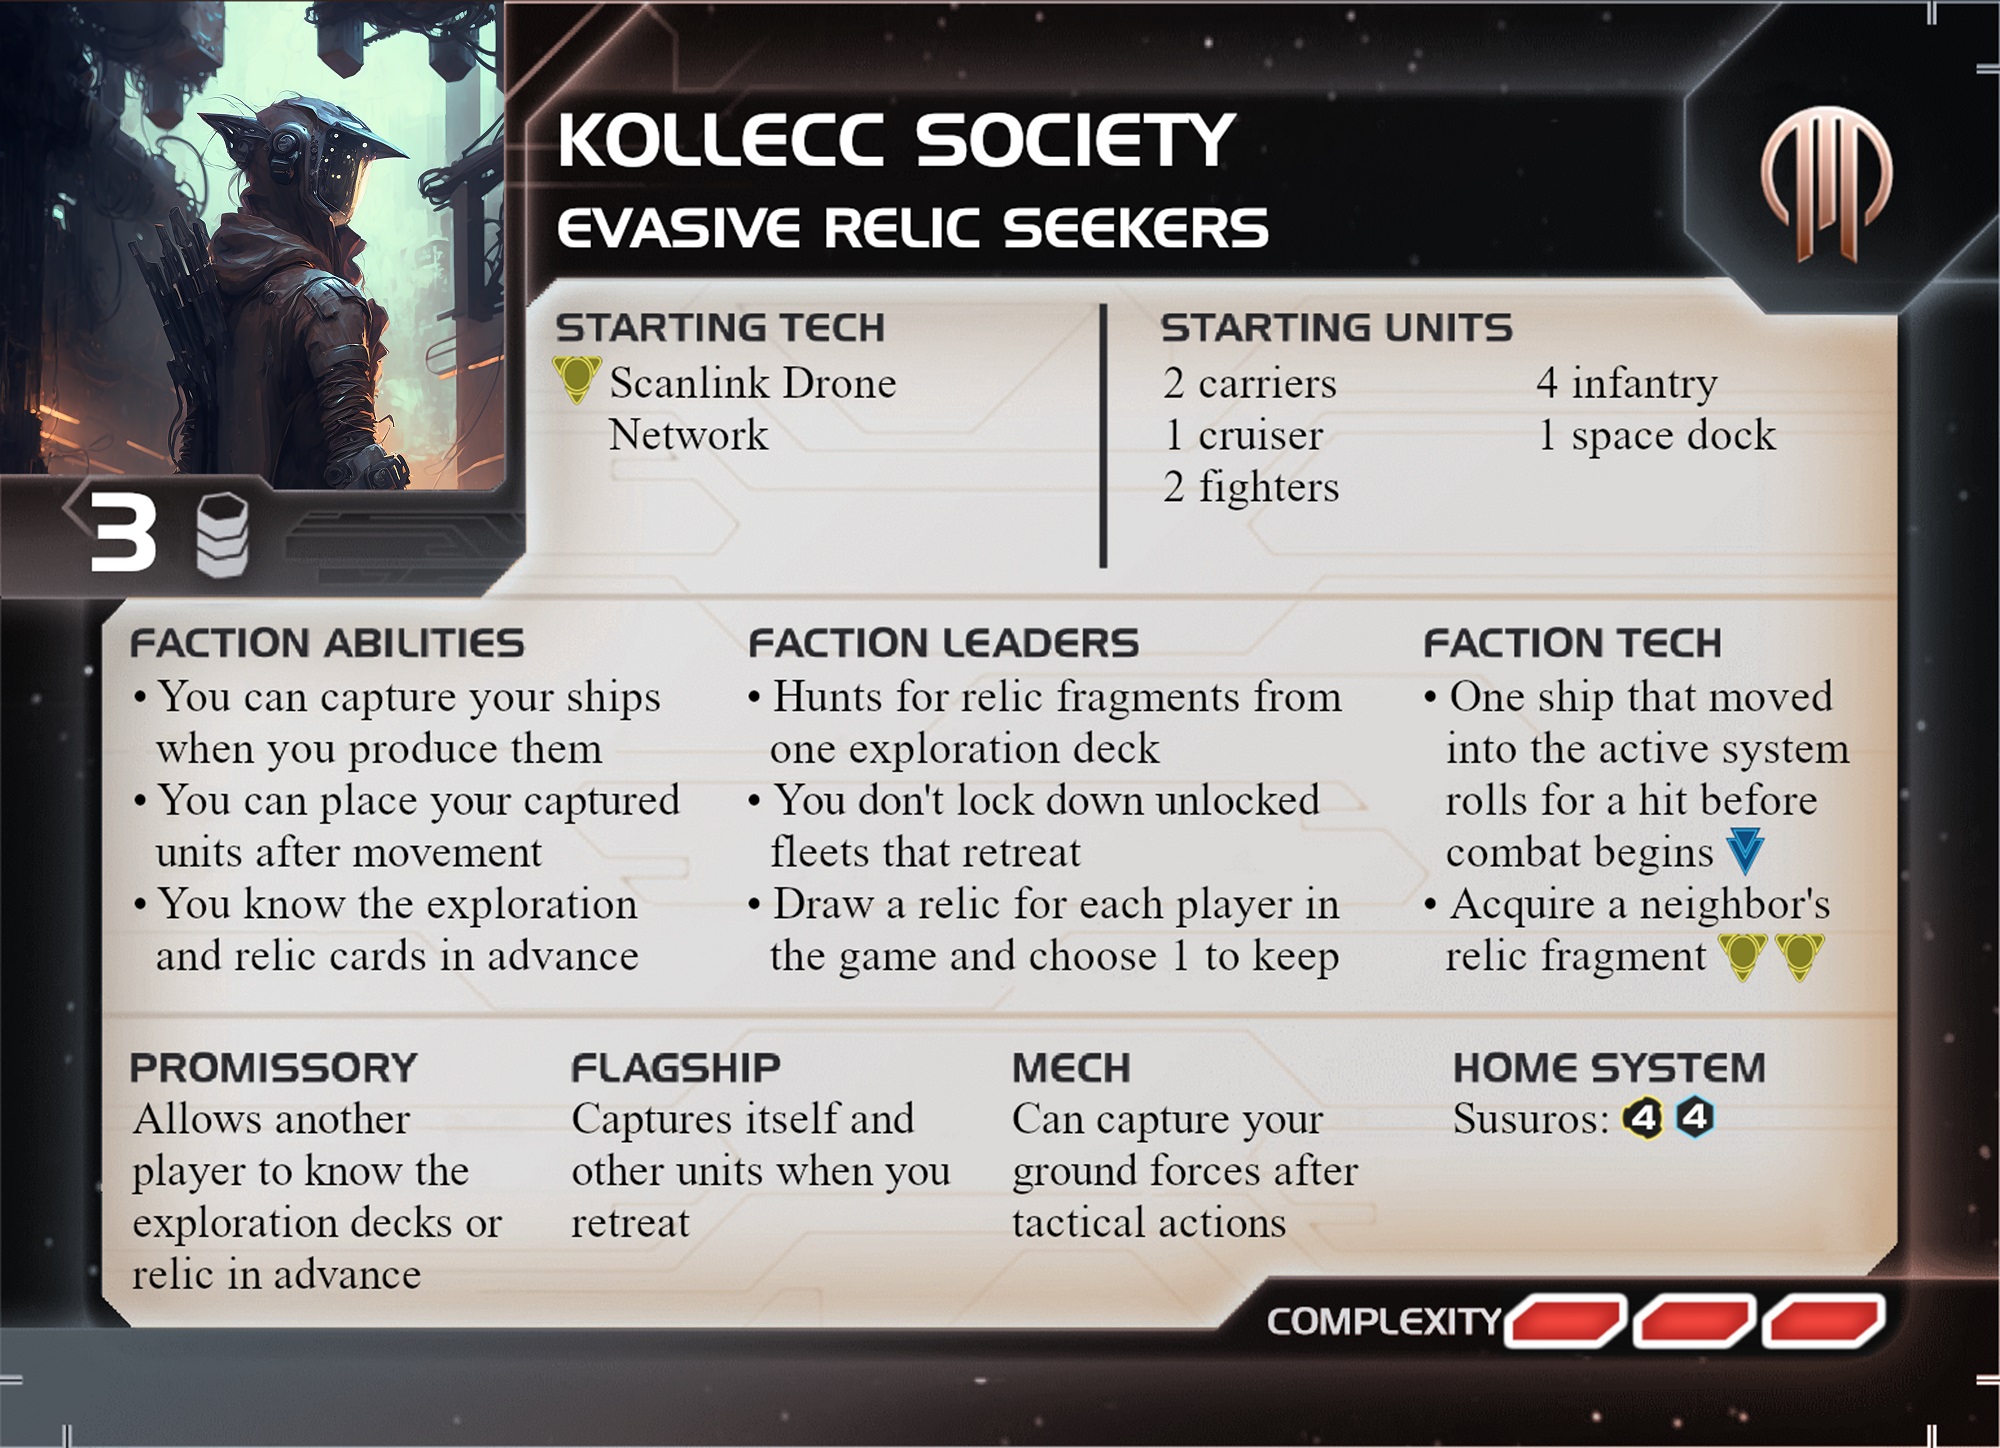 KOLLECC SOCIETY
EVASIVE RELIC SEEKERS
3
STARTING TECH
Scanlink Drone
Network
STARTING UNITS
2 carriers
1 cruiser
2 fighters
4 infantry
1 space dock
FACTION ABILITIES
• You can capture your ships
when you produce them
• You can place your captured
units after movement
• You know the exploration
and relic cards in advance
FACTION LEADERS
• Hunts for relic fragments from
one exploration deck
• You don't lock down unlocked
fleets that retreat
• Draw a relic for each player in
the game and choose 1 to keep
FACTION TECH
• One ship that moved
into the active system
rolls for a hit before
combat begins
• Acquire a neighbor's
relic fragment
PROMISSORY
Allows another
player to know the
exploration decks or
relic in advance
FLAGSHIP
Captures itself and
other units when you
retreat
MECH
Can capture your
ground forces after
tactical actions
HOME SYSTEM
Susuros: 4 4
COMPLEXITY